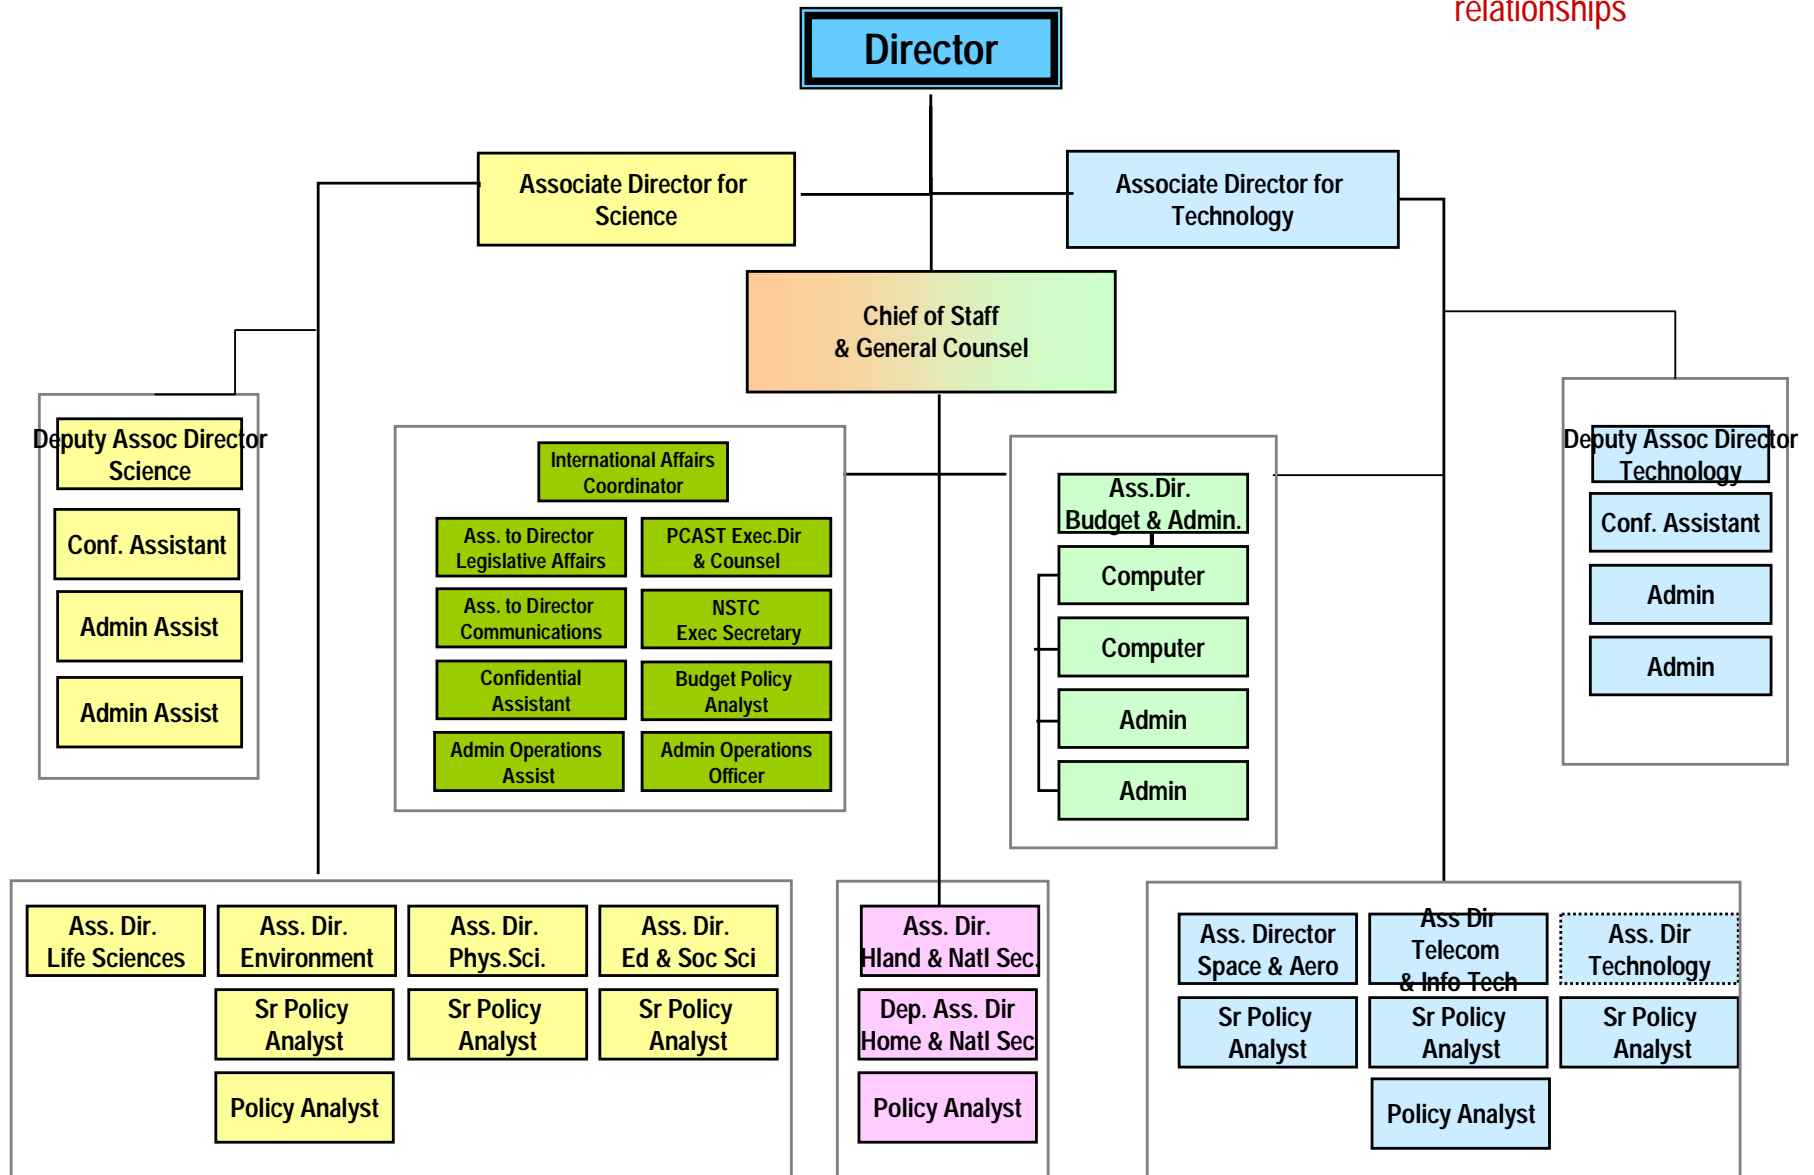 relationships
Director
Associate Director for
Science
Associate Director for
Technology
Chief of Staff
& General Counsel
Deputy Assoc Director
Science
Conf. Assistant
Admin Assist
Admin Assist
International Affairs
Coordinator
Ass. to Director
Legislative Affairs
PCAST Exec.Dir
& Counsel
Ass. to Director
Communications
NSTC
Exec Secretary
Confidential
Assistant
Budget Policy
Analyst
Admin Operations
Assist
Admin Operations
Officer
Ass.Dir.
Budget & Admin.
Computer
Computer
Admin
Admin
Deputy Assoc Director
Technology
Conf. Assistant
Admin
Admin
Ass. Dir.
Life Sciences
Ass. Dir.
Environment
Ass. Dir.
Phys.Sci.
Ass. Dir.
Ed & Soc Sci
Sr Policy
Analyst
Sr Policy
Analyst
Sr Policy
Analyst
Policy Analyst
Ass. Dir.
Hland & Natl Sec.
Dep. Ass. Dir
Home & Natl Sec
Policy Analyst
Ass. Director
Space & Aero
Ass Dir
Telecom
& Info Tech
Ass. Dir
Technology
Sr Policy
Analyst
Sr Policy
Analyst
Sr Policy
Analyst
Policy Analyst